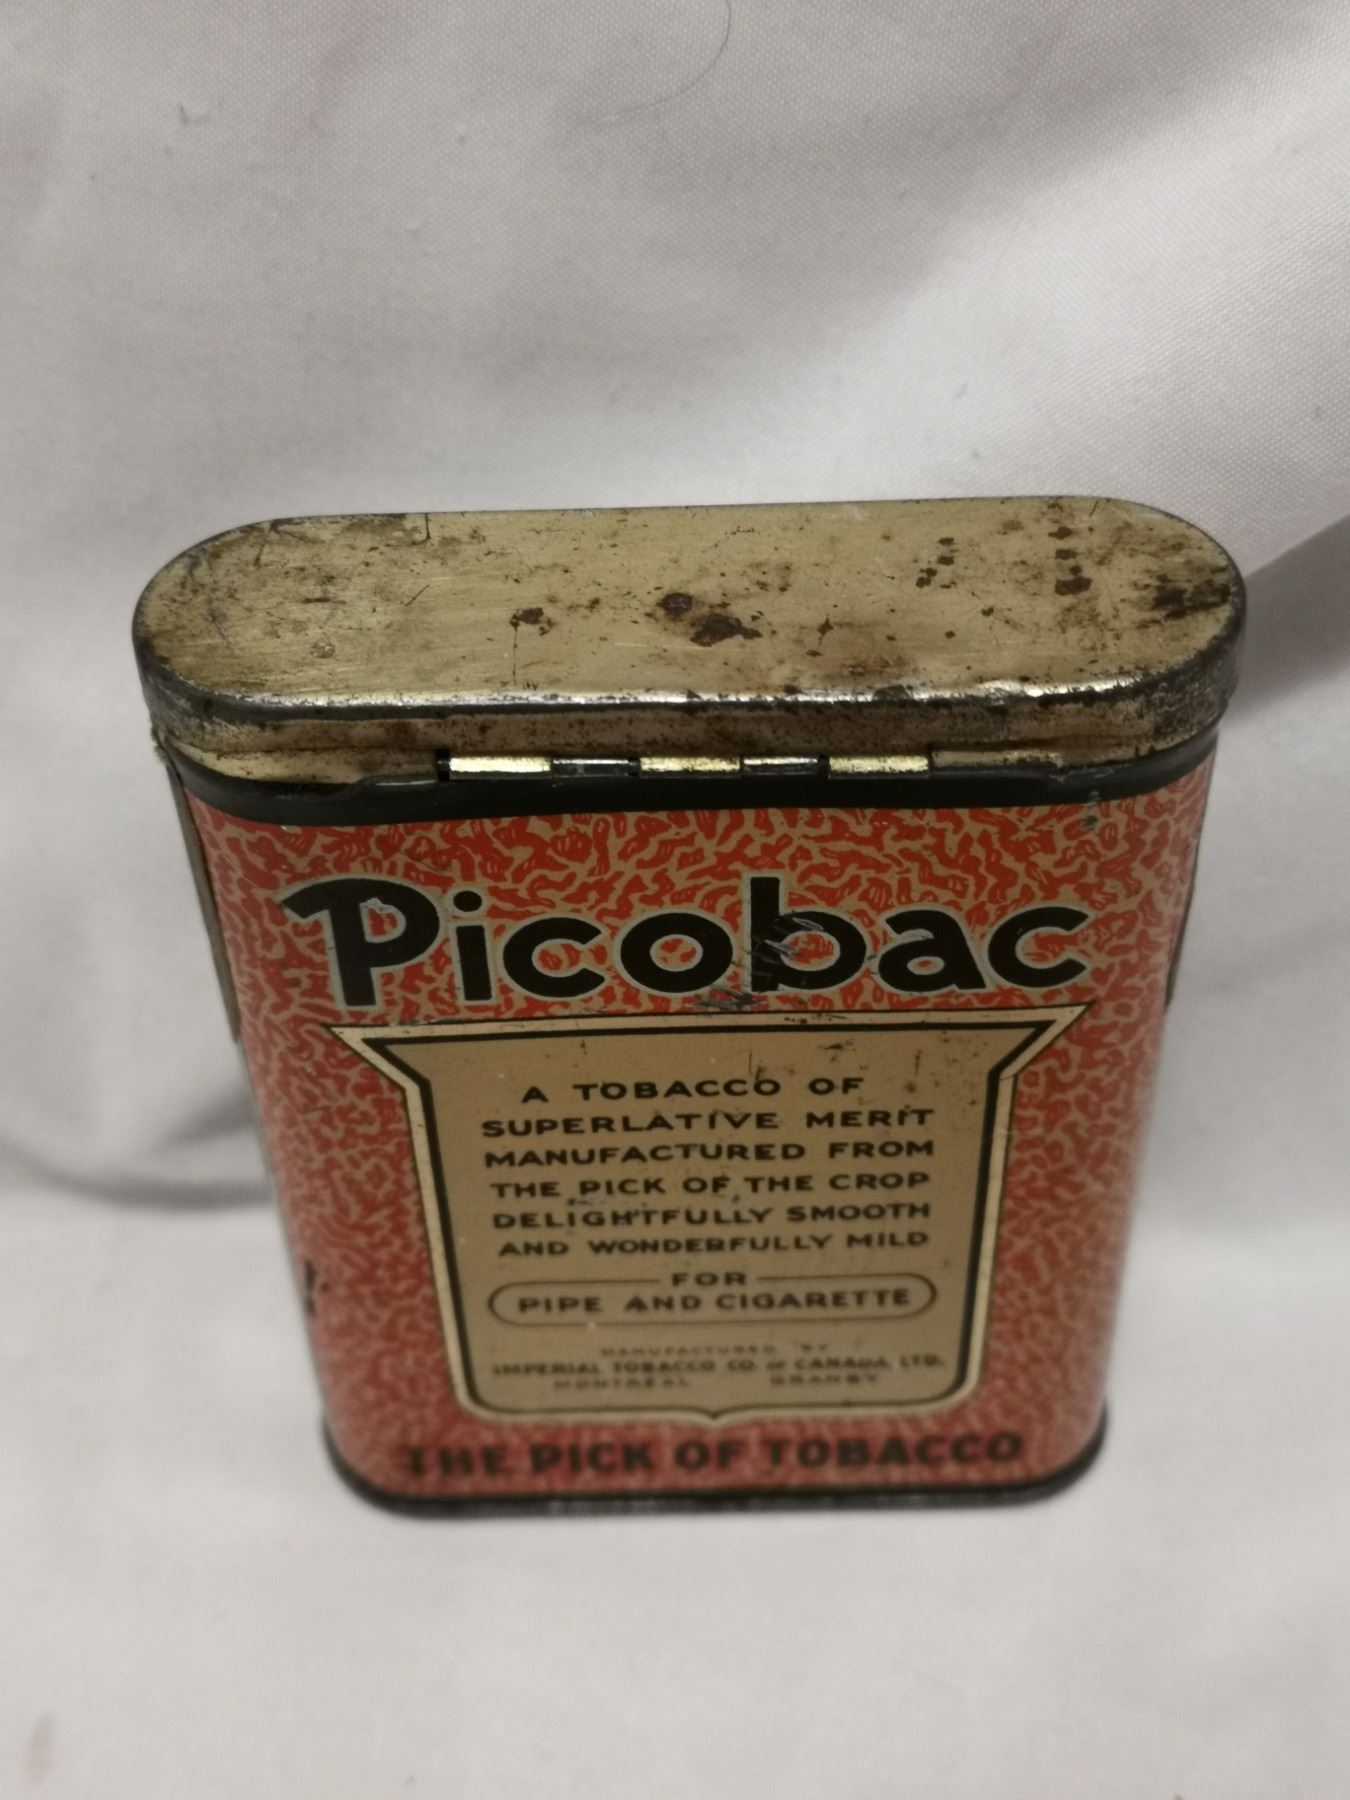 Picobac
A TOBACCO OF
SUPERLATIVE MERIT
MANUFACTURED FROM
THE PICK OF THE CROP
DELIGHTFULLY SMOOTH
AND WONDERFULLY MILD
FOR
PIPE AND CIGARETTE
MANUFACTURED BY
IMPERIAL TOBACCO CO. OF CANADA, LTD.
MONTREAL GRANBY
THE PICK OF TOBACCO